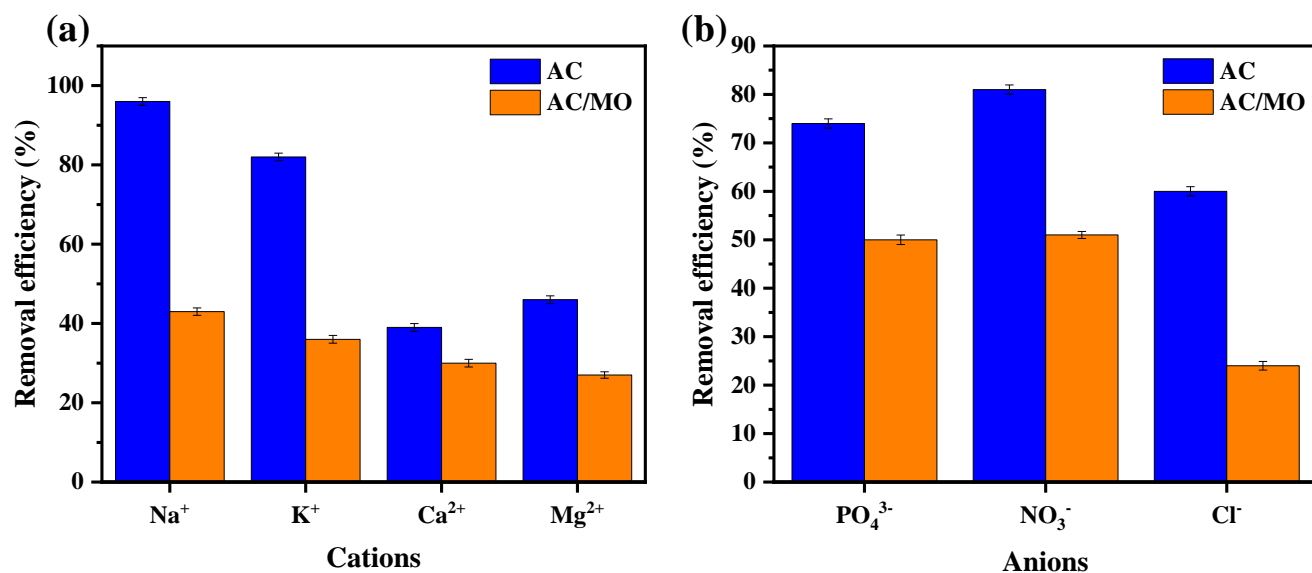 (a)
AC
AC/MO
Removal efficiency (%)
100
80
60
40
20
0
Na⁺
K⁺
Ca²⁺
Mg²⁺
Cations
(b)
AC
AC/MO
Removal efficiency (%)
90
80
70
60
50
40
30
20
10
0
PO₄³⁻
NO₃⁻
Cl⁻
Anions